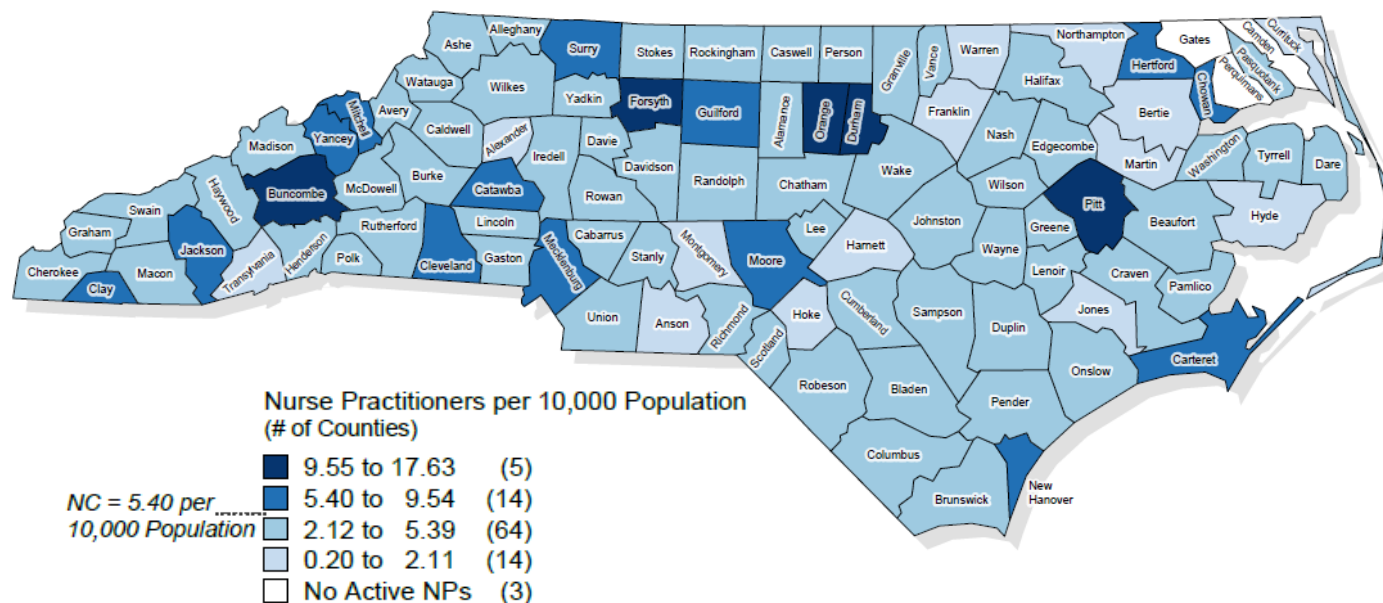 Alleghany
Ashe
Surry
Stokes
Rockingham
Caswell
Person
Granville
Vance
Warren
Northampton
Gates
Camden
Currituck
Pasquotank
Perquimans
Hertford
Chowan
Halifax
Bertie
Watauga
Wilkes
Yadkin
Forsyth
Guilford
Alamance
Orange
Durham
Franklin
Nash
Edgecombe
Martin
Washington
Tyrrell
Dare
Mitchell
Avery
Yancey
Caldwell
Alexander
Iredell
Davie
Davidson
Randolph
Chatham
Wake
Wilson
Pitt
Beaufort
Hyde
Madison
Buncombe
McDowell
Burke
Catawba
Rowan
Haywood
Swain
Graham
Jackson
Rutherford
Lincoln
Cleveland
Gaston
Mecklenburg
Cabarrus
Stanly
Montgomery
Moore
Lee
Harnett
Johnston
Wayne
Greene
Lenoir
Craven
Pamlico
Cherokee
Clay
Macon
Transylvania
Henderson
Polk
Union
Anson
Richmond
Scotland
Hoke
Cumberland
Sampson
Duplin
Jones
Carteret
Onslow
Robeson
Bladen
Pender
Columbus
Brunswick
New
Hanover
Nurse Practitioners per 10,000 Population
(# of Counties)
9.55 to 17.63 (5)
5.40 to 9.54 (14)
NC = 5.40 per
10,000 Population
2.12 to 5.39 (64)
0.20 to 2.11 (14)
No Active NPs (3)